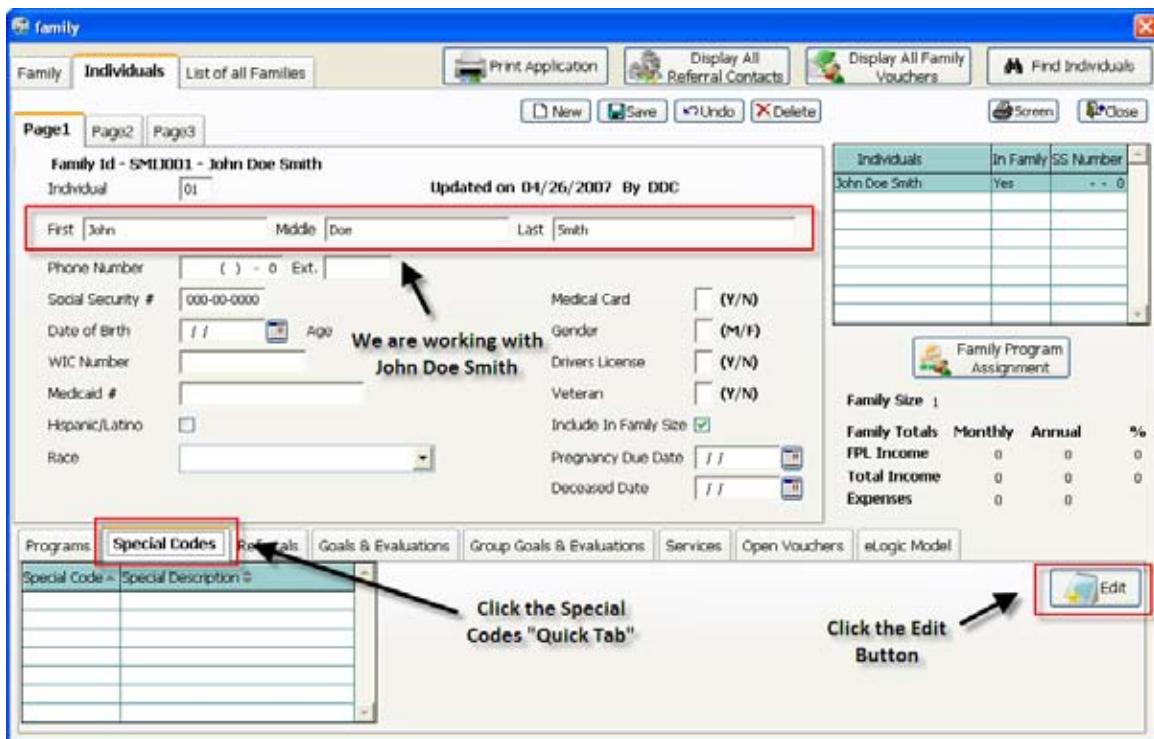 family
Family Individuals List of all Families Print Application Display All Referral Contacts Display All Family Vouchers Find Individuals
New Save Undo Delete Screen Close
Page1 Page2 Page3
Family Id - SMIJ001 - John Doe Smith
Individual 01 Updated on 04/26/2007 By DDC
First John Middle Doe Last Smith
Phone Number ( ) - 0 Ext.
Social Security # 000-00-0000 Medical Card (Y/N)
Date of Birth / / Age Gender (M/F)
We are working with
John Doe Smith
WIC Number Drivers License (Y/N)
Medicaid # Veteran (Y/N)
Hispanic/Latino Include In Family Size
Race Pregnancy Due Date / /
Deceased Date / /
Individuals In Family SS Number
John Doe Smith Yes - - 0
Family Program
Assignment
Family Size 1
Family Totals Monthly Annual %
FPL Income 0 0 0
Total Income 0 0 0
Expenses 0 0
Programs Special Codes Goals & Evaluations Group Goals & Evaluations Services Open Vouchers eLogic Model
Special Code Special Description
Edit
Click the Special
Codes "Quick Tab"
Click the Edit
Button